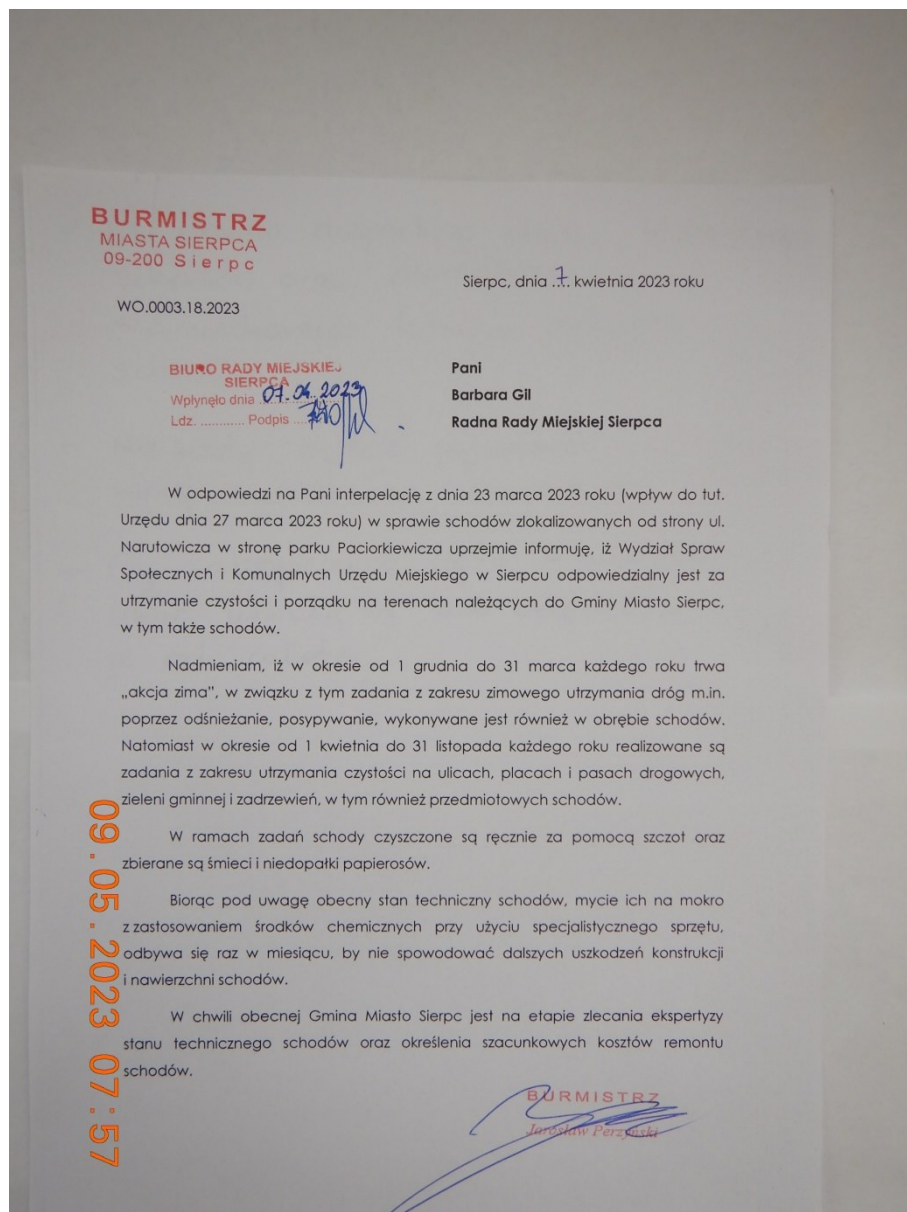 BURMISTRZ
MIASTA SIERPCA
09-200 Sierpc
Sierpc, dnia 7. kwietnia 2023 roku
WO.0003.18.2023
BIURO RADY MIEJSKIEJ
SIERPCA
Wpłynęło dnia 07.04.2023
Ldz. ............ Podpis
Pani
Barbara Gil
Radna Rady Miejskiej Sierpca
W odpowiedzi na Pani interpelację z dnia 23 marca 2023 roku (wpływ do tut.
Urzędu dnia 27 marca 2023 roku) w sprawie schodów zlokalizowanych od strony ul.
Narutowicza w stronę parku Paciorkiewicza uprzejmie informuję, iż Wydział Spraw
Społecznych i Komunalnych Urzędu Miejskiego w Sierpcu odpowiedzialny jest za
utrzymanie czystości i porządku na terenach należących do Gminy Miasto Sierpc,
w tym także schodów.
Nadmieniam, iż w okresie od 1 grudnia do 31 marca każdego roku trwa
„akcja zima", w związku z tym zadania z zakresu zimowego utrzymania dróg m.in.
poprzez odśnieżanie, posypywanie, wykonywane jest również w obrębie schodów.
Natomiast w okresie od 1 kwietnia do 31 listopada każdego roku realizowane są
zadania z zakresu utrzymania czystości na ulicach, placach i pasach drogowych,
zieleni gminnej i zadrzewień, w tym również przedmiotowych schodów.
W ramach zadań schody czyszczone są ręcznie za pomocą szczot oraz
zbierane są śmieci i niedopałki papierosów.
Biorąc pod uwagę obecny stan techniczny schodów, mycie ich na mokro
z zastosowaniem środków chemicznych przy użyciu specjalistycznego sprzętu,
odbywa się raz w miesiącu, by nie spowodować dalszych uszkodzeń konstrukcji
i nawierzchni schodów.
W chwili obecnej Gmina Miasto Sierpc jest na etapie zlecania ekspertyzy
stanu technicznego schodów oraz określenia szacunkowych kosztów remontu
schodów.
BURMISTRZ
Jarosław Perzyński
09.05.2023 07:57